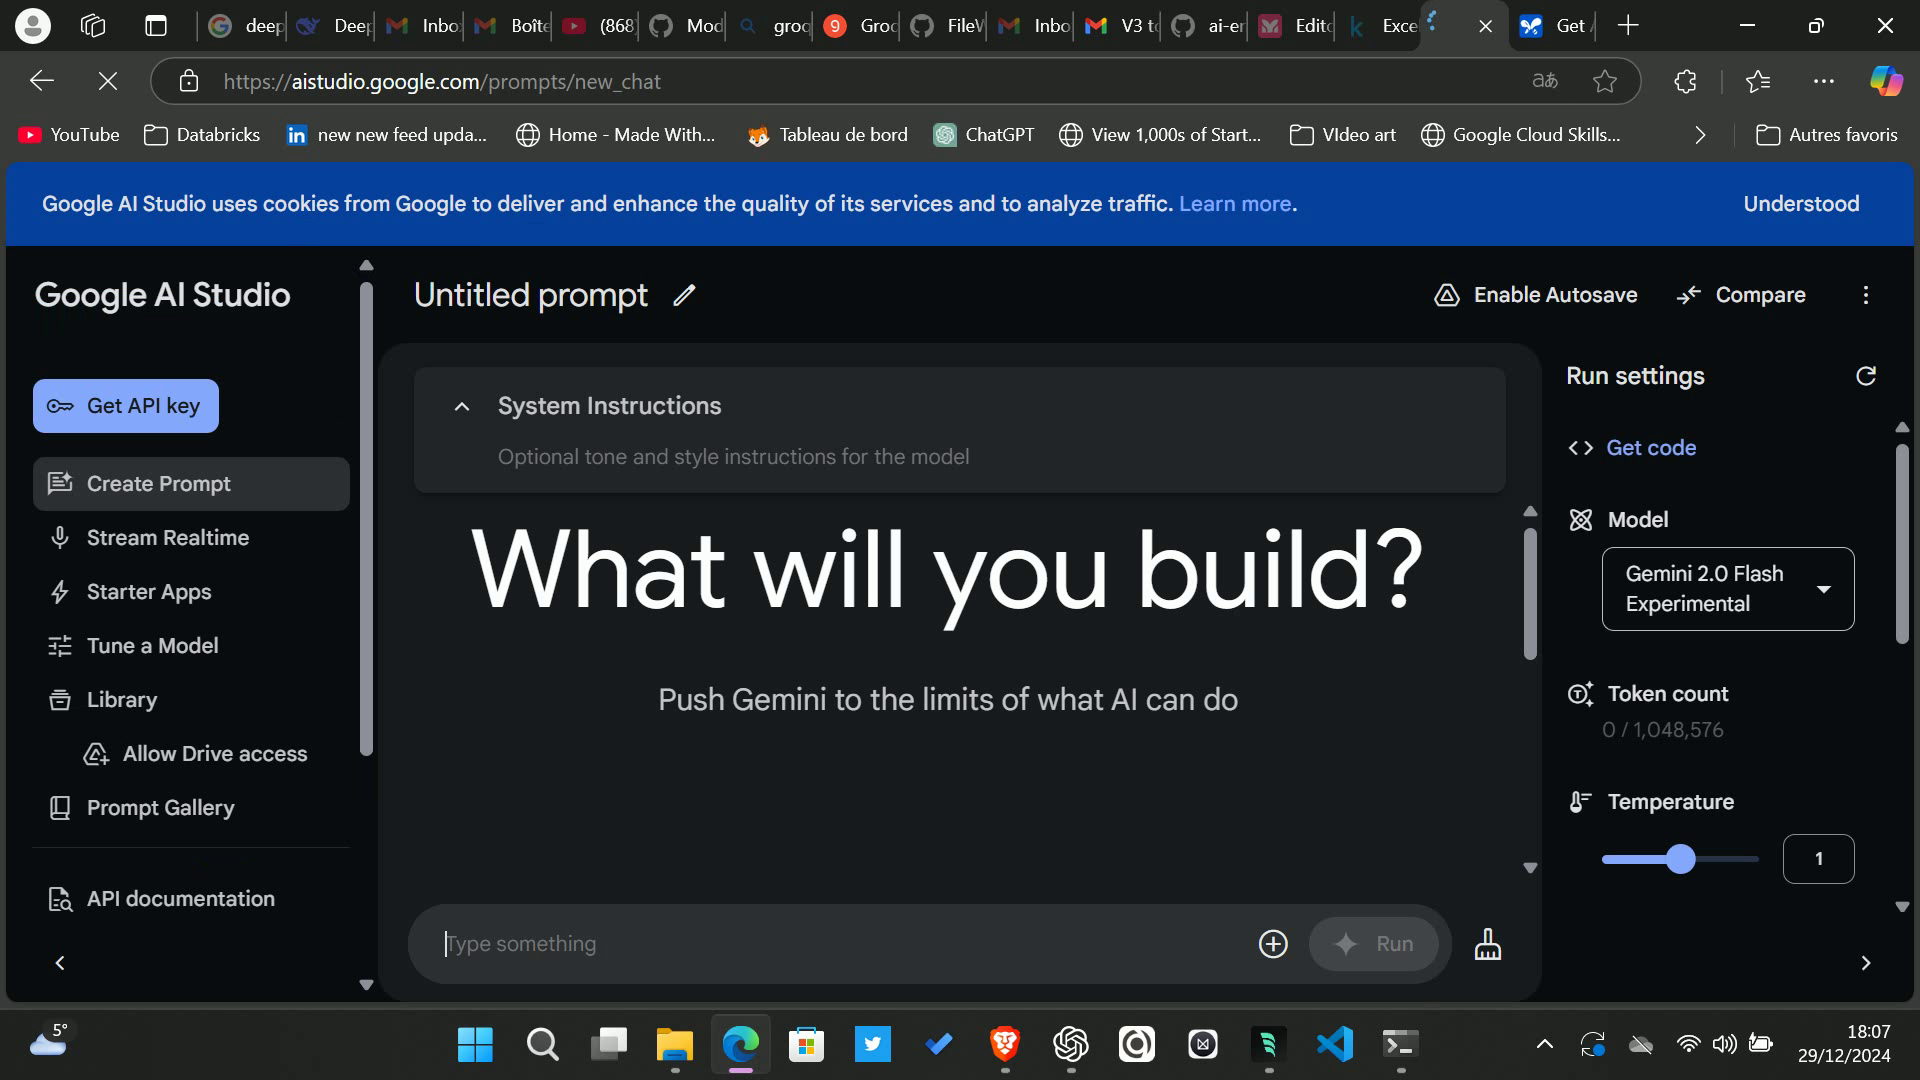 deep
Deep
Inbo
Boîte
(868)
Mod
groq
Groc
FileW
Inbo
V3 to
ai-er
Edito
Exce
Get
https://aistudio.google.com/prompts/new_chat
YouTube
Databricks
new new feed upda...
Home - Made With...
Tableau de bord
ChatGPT
View 1,000s of Start...
VIdeo art
Google Cloud Skills...
Autres favoris
Google AI Studio uses cookies from Google to deliver and enhance the quality of its services and to analyze traffic. Learn more.
Understood
Google AI Studio
Untitled prompt
Enable Autosave
Compare
Get API key
Create Prompt
Stream Realtime
Starter Apps
Tune a Model
Library
Allow Drive access
Prompt Gallery
API documentation
System Instructions
Optional tone and style instructions for the model
What will you build?
Push Gemini to the limits of what AI can do
Type something
Run
Run settings
Get code
Model
Gemini 2.0 Flash
Experimental
Token count
0 / 1,048,576
Temperature
1
5°
18:07
29/12/2024